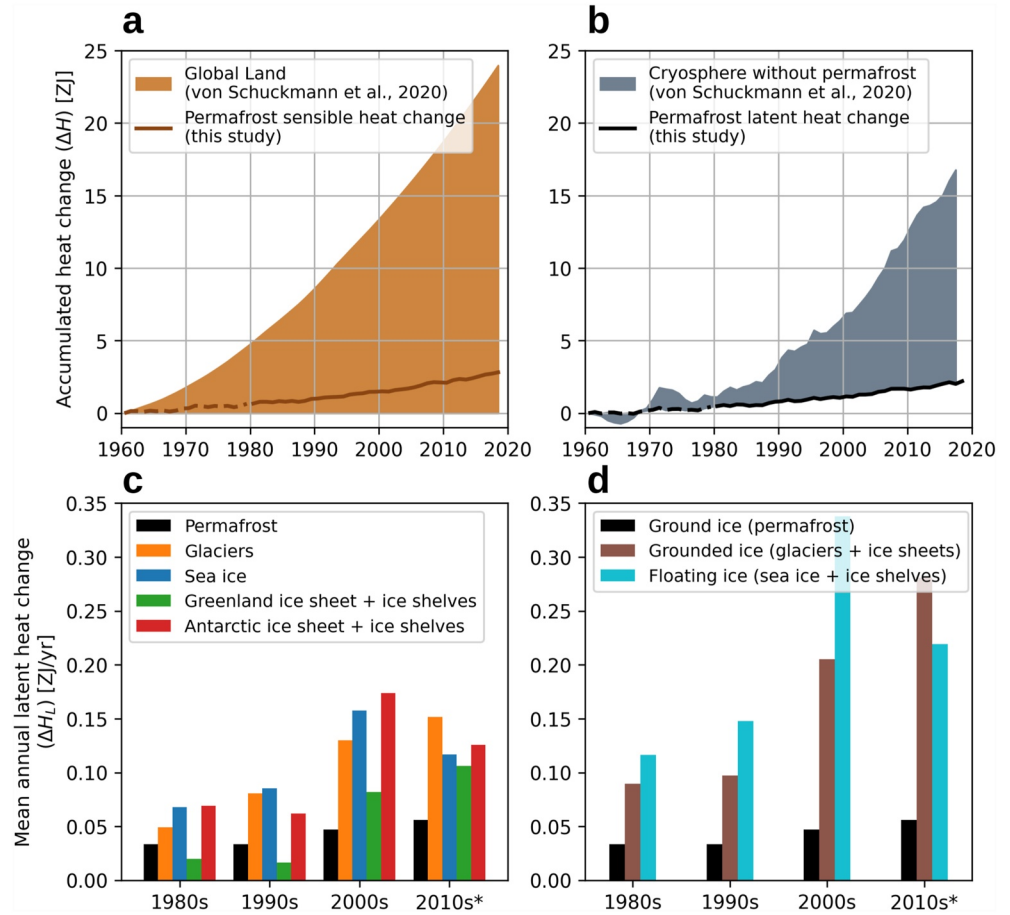 a
25
20
15
10
5
0
Accumulated heat change (ΔH) [ZJ]
Global Land
(von Schuckmann et al., 2020)
Permafrost sensible heat change
(this study)
1960 1970 1980 1990 2000 2010 2020
b
25
20
15
10
5
0
Cryosphere without permafrost
(von Schuckmann et al., 2020)
Permafrost latent heat change
(this study)
1960 1970 1980 1990 2000 2010 2020
c
0.35
0.30
0.25
0.20
0.15
0.10
0.05
0.00
Mean annual latent heat change
(ΔH_L) [ZJ/yr]
Permafrost
Glaciers
Sea ice
Greenland ice sheet + ice shelves
Antarctic ice sheet + ice shelves
1980s 1990s 2000s 2010s*
d
0.35
0.30
0.25
0.20
0.15
0.10
0.05
0.00
Ground ice (permafrost)
Grounded ice (glaciers + ice sheets)
Floating ice (sea ice + ice shelves)
1980s 1990s 2000s 2010s*